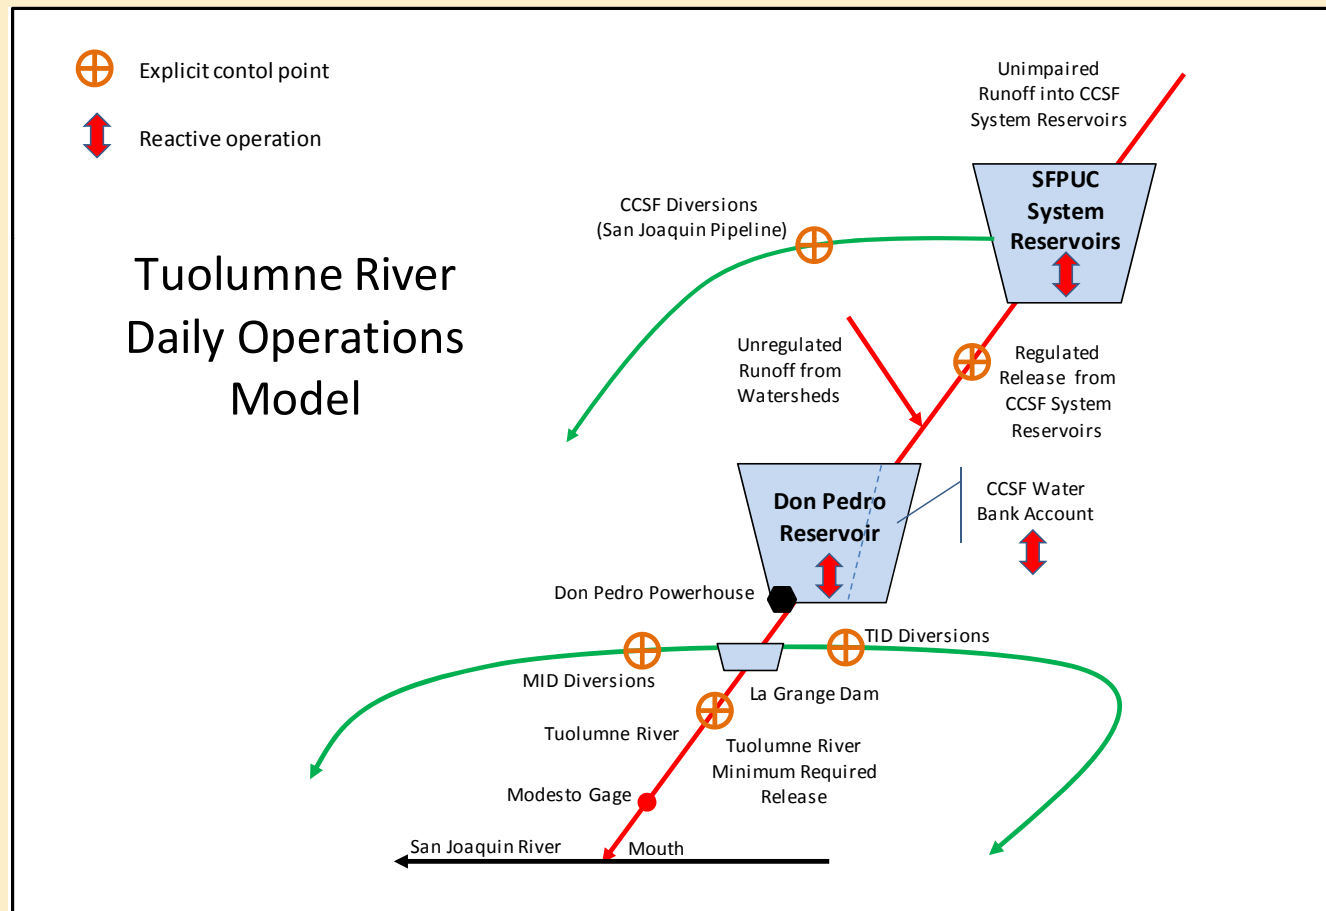 Explicit contol point
Reactive operation
Tuolumne River
Daily Operations
Model
Unimpaired
Runoff into CCSF
System Reservoirs
SFPUC
System
Reservoirs
CCSF Diversions
(San Joaquin Pipeline)
Unregulated
Runoff from
Watersheds
Regulated
Release from
CCSF System
Reservoirs
Don Pedro
Reservoir
CCSF Water
Bank Account
Don Pedro Powerhouse
TID Diversions
MID Diversions
La Grange Dam
Tuolumne River
Tuolumne River
Minimum Required
Release
Modesto Gage
San Joaquin River
Mouth